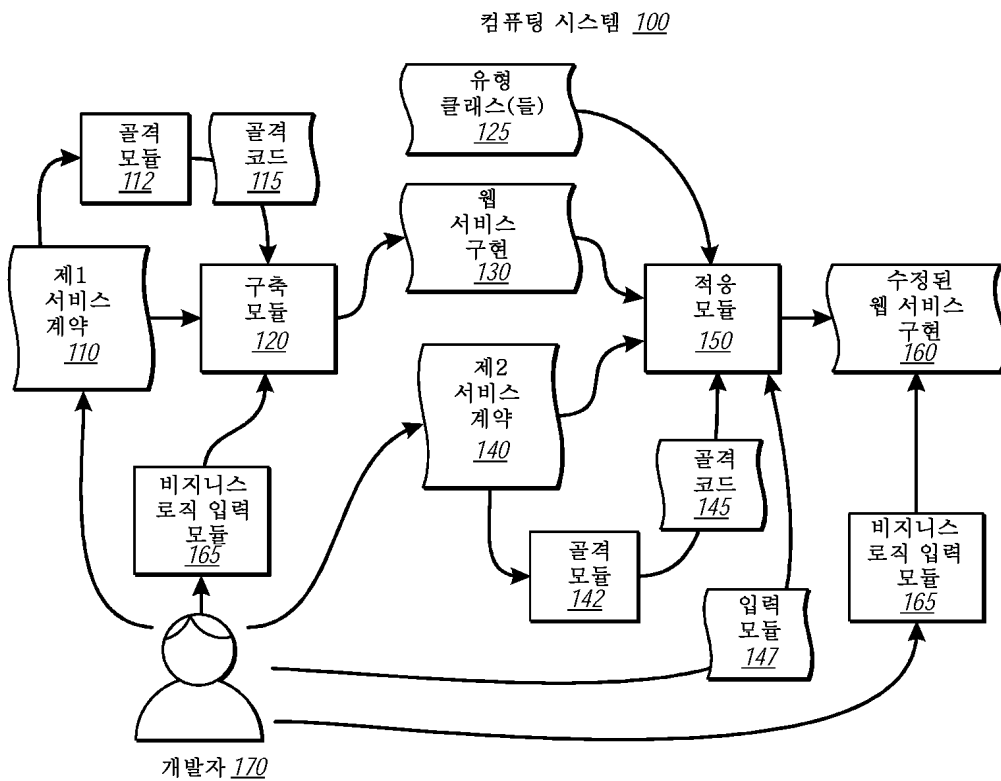 컴퓨팅 시스템 100
유형
클래스(들)
125
골격
모듈
112
골격
코드
115
웹
서비스
구현
130
제1
서비스
계약
110
구축
모듈
120
적응
모듈
150
수정된
웹 서비스
구현
160
제2
서비스
계약
140
비지니스
로직 입력
모듈
165
골격
코드
145
골격
모듈
142
입력
모듈
147
비지니스
로직 입력
모듈
165
개발자 170